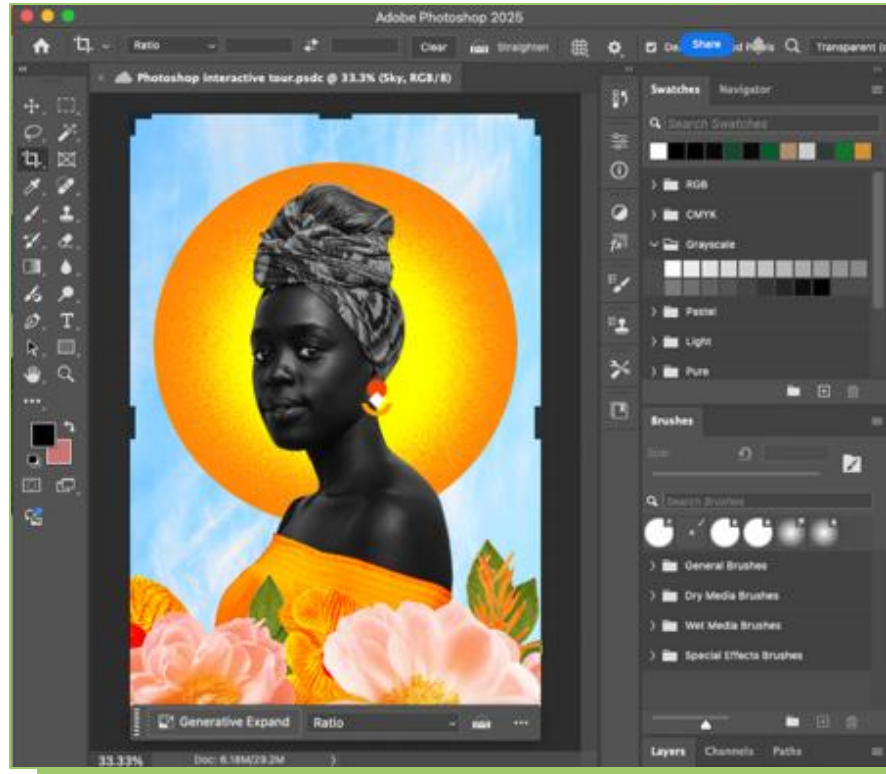 Adobe Photoshop 2025
Ratio
Clear
Straighten
De
Share
Transparent
Photoshop interactive tour.psdc @ 33.3% (Sky, RGB/8)
Swatches Navigator
Search Swatches
RGB
CMYK
Grayscale
Pastel
Light
Pure
Brushes
Size:
Search Brushes
General Brushes
Dry Media Brushes
Wet Media Brushes
Special Effects Brushes
Generative Expand
Ratio
33.33%
Doc: 6.18M/29.2M
Layers Channels Paths